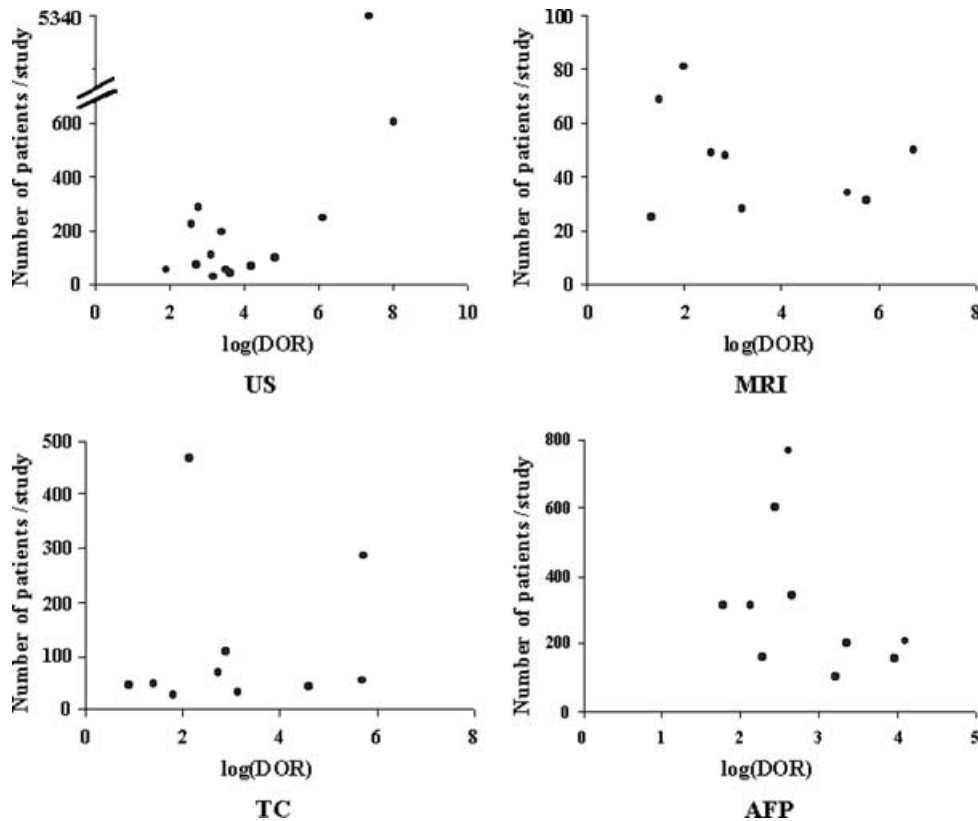 5340
600
400
200
0
Number of patients/study
0 2 4 6 8 10
log(DOR)
US
100
80
60
40
20
0
Number of patients/study
0 2 4 6 8
log(DOR)
MRI
500
400
300
200
100
0
Number of patients/study
0 2 4 6 8
log(DOR)
TC
800
600
400
200
0
Number of patients/study
0 1 2 3 4 5
log(DOR)
AFP